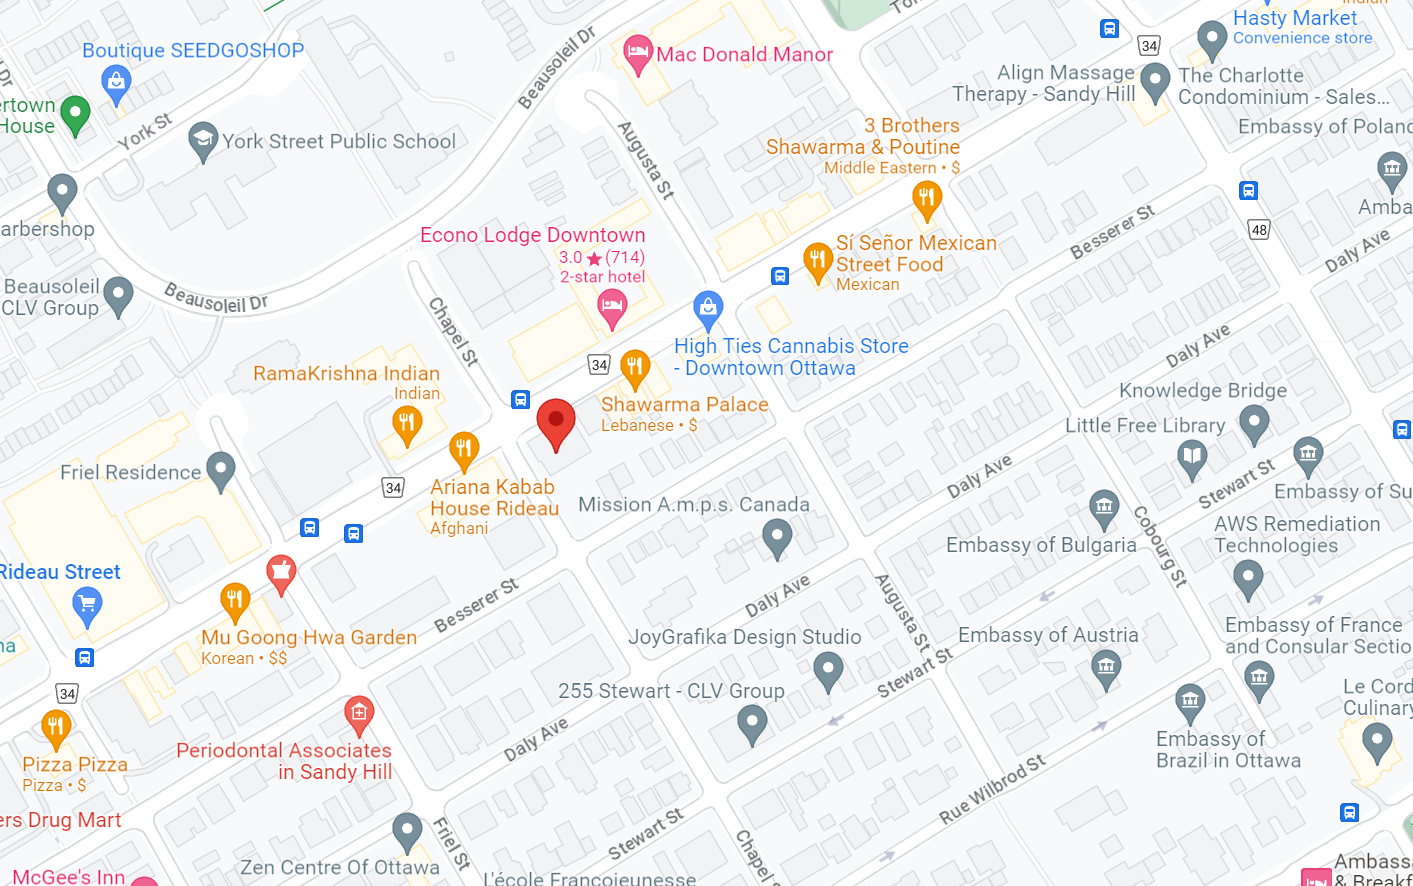 Indian
Hasty Market
Convenience store
34
Boutique SEEDGOSHOP
Beausoleil Dr
Mac Donald Manor
Align Massage
Therapy - Sandy Hill
The Charlotte
Condominium - Sales...
ertown
House
York St
York Street Public School
Augusta St
3 Brothers
Shawarma & Poutine
Middle Eastern • $
Embassy of Poland
Amba
arbershop
Besserer St
48
Daly Ave
Econo Lodge Downtown
3.0 ★ (714)
2-star hotel
Sí Señor Mexican
Street Food
Mexican
Beausoleil
CLV Group
Beausoleil Dr
Chapel St
High Ties Cannabis Store
- Downtown Ottawa
Daly Ave
34
RamaKrishna Indian
Indian
Shawarma Palace
Lebanese • $
Knowledge Bridge
Little Free Library
Friel Residence
34
Ariana Kabab
House Rideau
Afghani
Mission A.m.p.s. Canada
Daly Ave
Stewart St
Embassy of Su
Embassy of Bulgaria
Cobourg St
AWS Remediation
Technologies
Rideau Street
Besserer St
Daly Ave
Augusta St
Mu Goong Hwa Garden
Korean • $$
JoyGrafika Design Studio
Embassy of Austria
Embassy of France
and Consular Sectio
na
34
255 Stewart - CLV Group
Stewart St
Le Cord
Culinary
Pizza Pizza
Pizza • $
Periodontal Associates
in Sandy Hill
Daly Ave
Embassy of
Brazil in Ottawa
Rue Wilbrod St
ers Drug Mart
Friel St
Stewart St
Zen Centre Of Ottawa
Chapel S
McGee's Inn
L'école Francojeunesse
Ambass
& Breakf